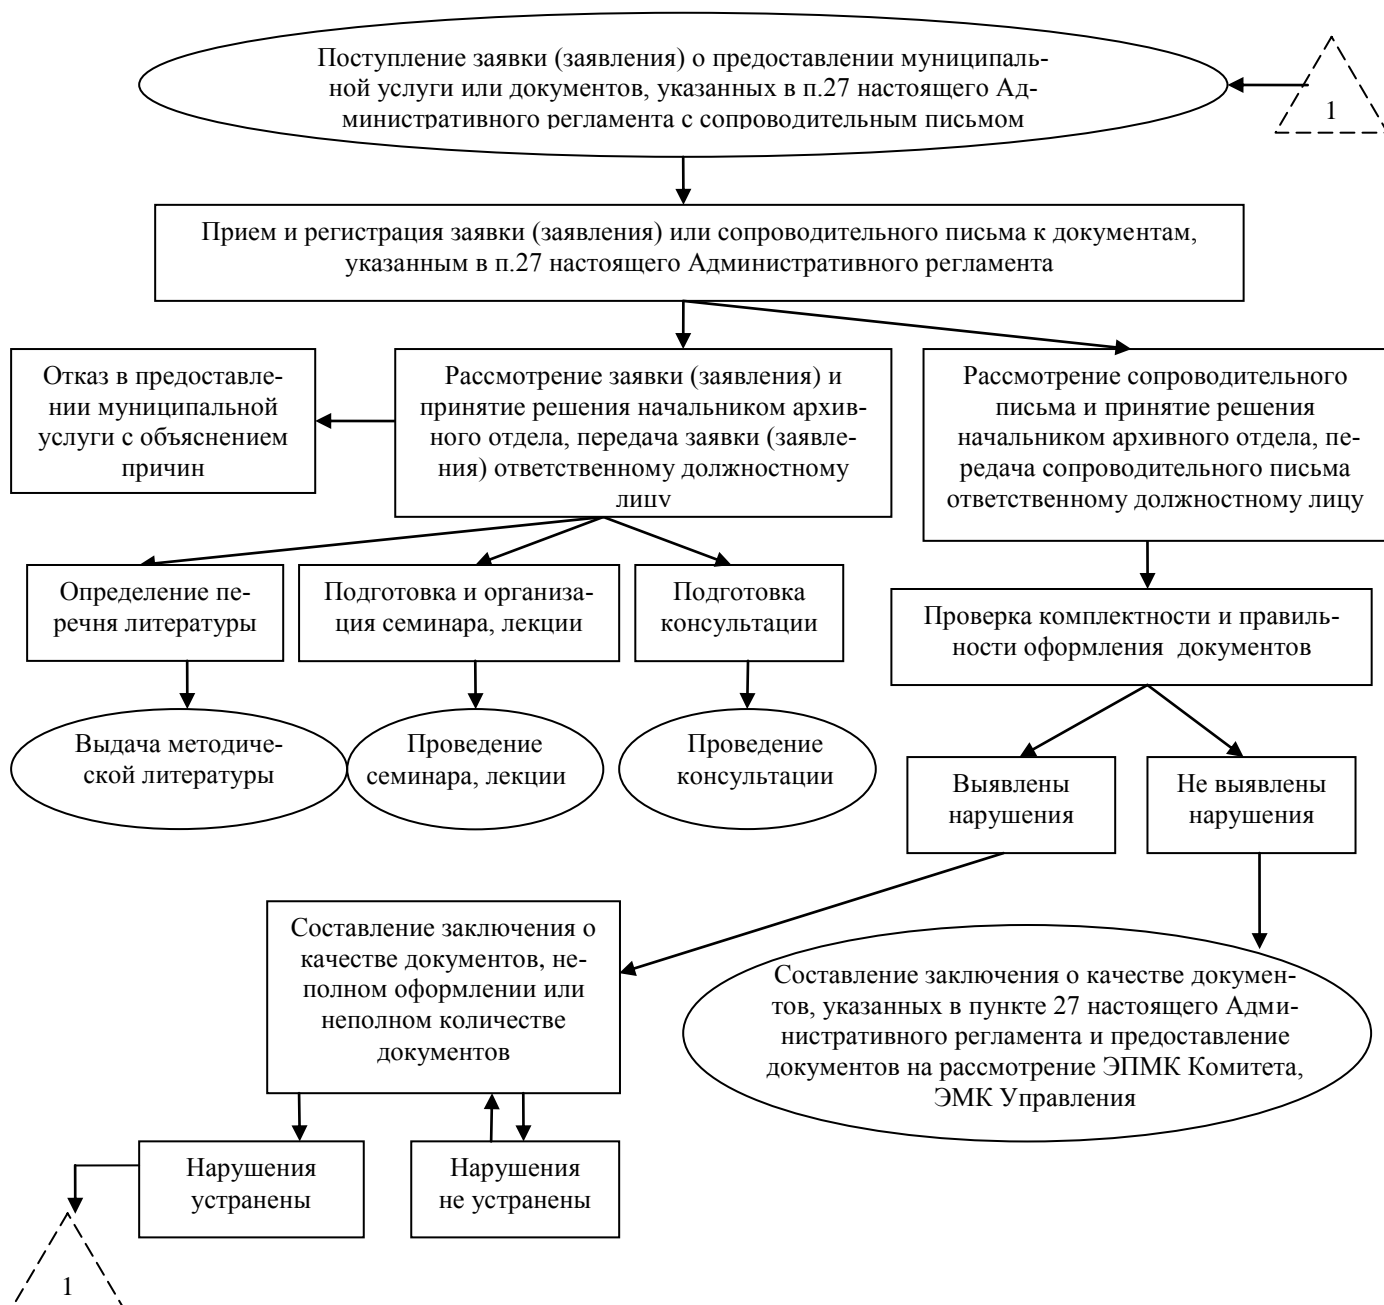 Поступление заявки (заявления) о предоставлении муниципаль-
ной услуги или документов, указанных в п.27 настоящего Ад-
министративного регламента с сопроводительным письмом
1
Прием и регистрация заявки (заявления) или сопроводительного письма к документам,
указанным в п.27 настоящего Административного регламента
Отказ в предоставле-
нии муниципальной
услуги с объяснением
причин
Рассмотрение заявки (заявления) и
принятие решения начальником архив-
ного отдела, передача заявки (заявле-
ния) ответственному должностному
лицу
Рассмотрение сопроводительного
письма и принятие решения
начальником архивного отдела, пе-
редача сопроводительного письма
ответственному должностному лицу
Определение пе-
речня литературы
Подготовка и организа-
ция семинара, лекции
Подготовка
консультации
Проверка комплектности и правиль-
ности оформления документов
Выдача методиче-
ской литературы
Проведение
семинара, лекции
Проведение
консультации
Выявлены
нарушения
Не выявлены
нарушения
Составление заключения о
качестве документов, не-
полном оформлении или
неполном количестве
документов
Составление заключения о качестве докумен-
тов, указанных в пункте 27 настоящего Адми-
нистративного регламента и предоставление
документов на рассмотрение ЭПМК Комитета,
ЭМК Управления
Нарушения
устранены
Нарушения
не устранены
1